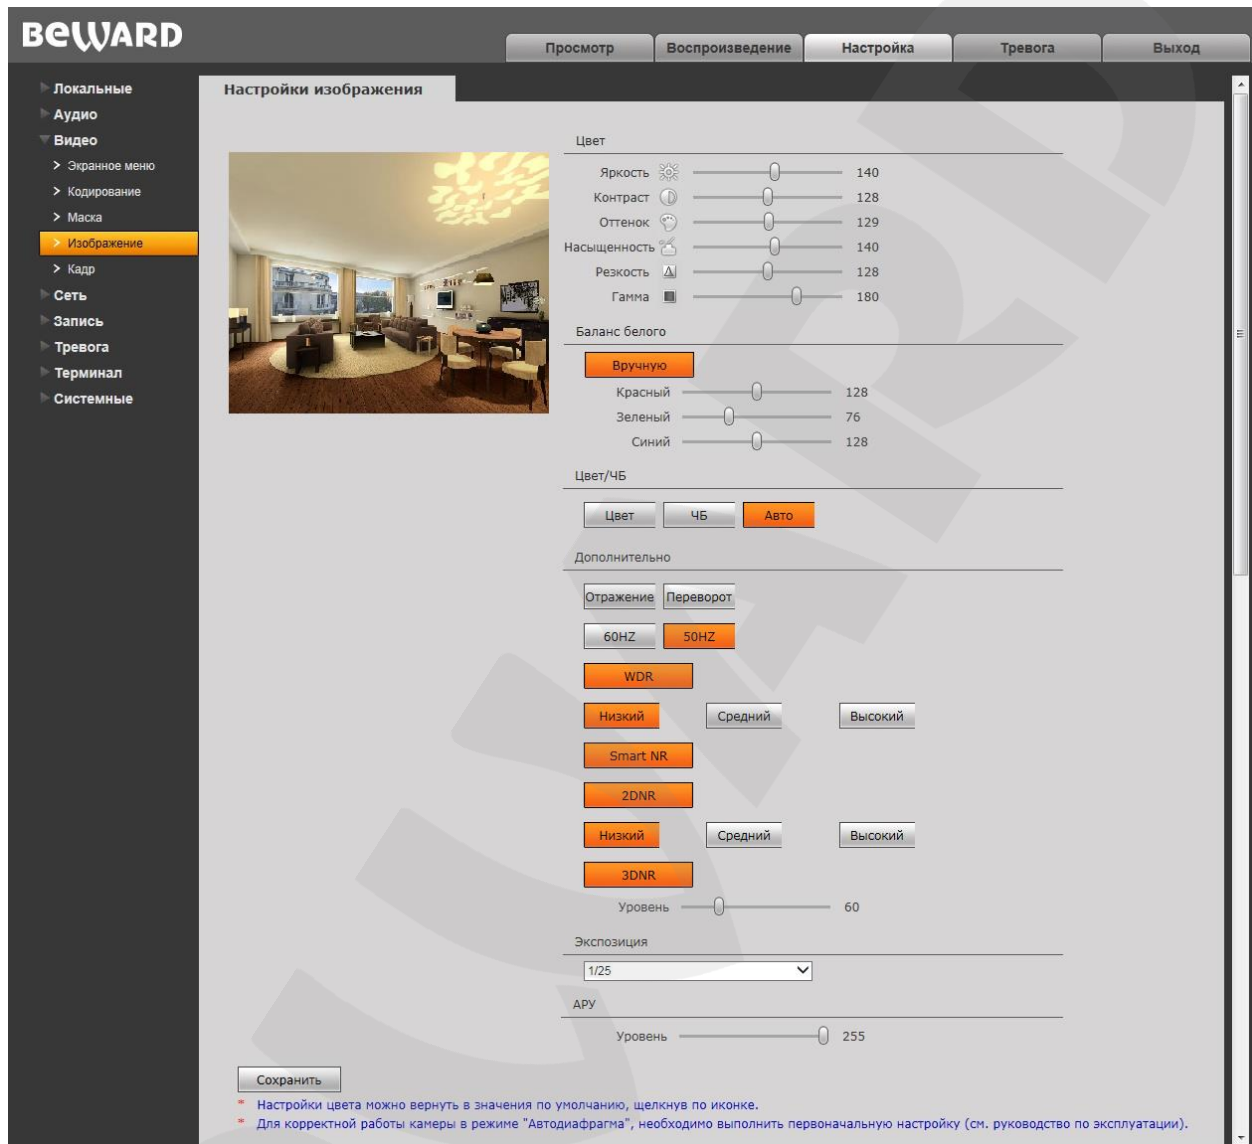 BEWARD
Просмотр Воспроизведение Настройка Тревога Выход
Локальные
Аудио
Видео
Экранное меню
Кодирование
Маска
Изображение
Кадр
Сеть
Запись
Тревога
Терминал
Системные
Настройки изображения
Цвет
Яркость 140
Контраст 128
Оттенок 129
Насыщенность 140
Резкость 128
Гамма 180
Баланс белого
Вручную
Красный 128
Зеленый 76
Синий 128
Цвет/ЧБ
Цвет ЧБ Авто
Дополнительно
Отражение Переворот
60HZ 50HZ
WDR
Низкий Средний Высокий
Smart NR
2DNR
Низкий Средний Высокий
3DNR
Уровень 60
Экспозиция
1/25
АРУ
Уровень 255
Сохранить
* Настройки цвета можно вернуть в значения по умолчанию, щелкнув по иконке.
* Для корректной работы камеры в режиме "Автодиафрагма", необходимо выполнить первоначальную настройку (см. руководство по эксплуатации).